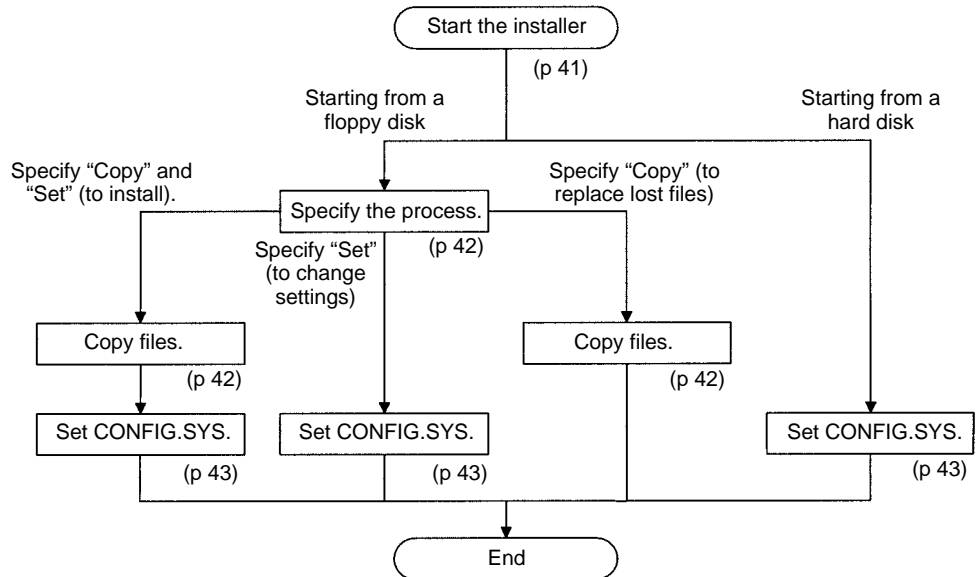 Start the installer
(p 41)
Starting from a
floppy disk
Starting from a
hard disk
Specify “Copy” and
“Set” (to install).
Specify “Copy” (to
replace lost files)
Specify the process.
(p 42)
Specify “Set”
(to change
settings)
Copy files.
(p 42)
Copy files.
(p 42)
Set CONFIG.SYS.
(p 43)
Set CONFIG.SYS.
(p 43)
Set CONFIG.SYS.
(p 43)
End